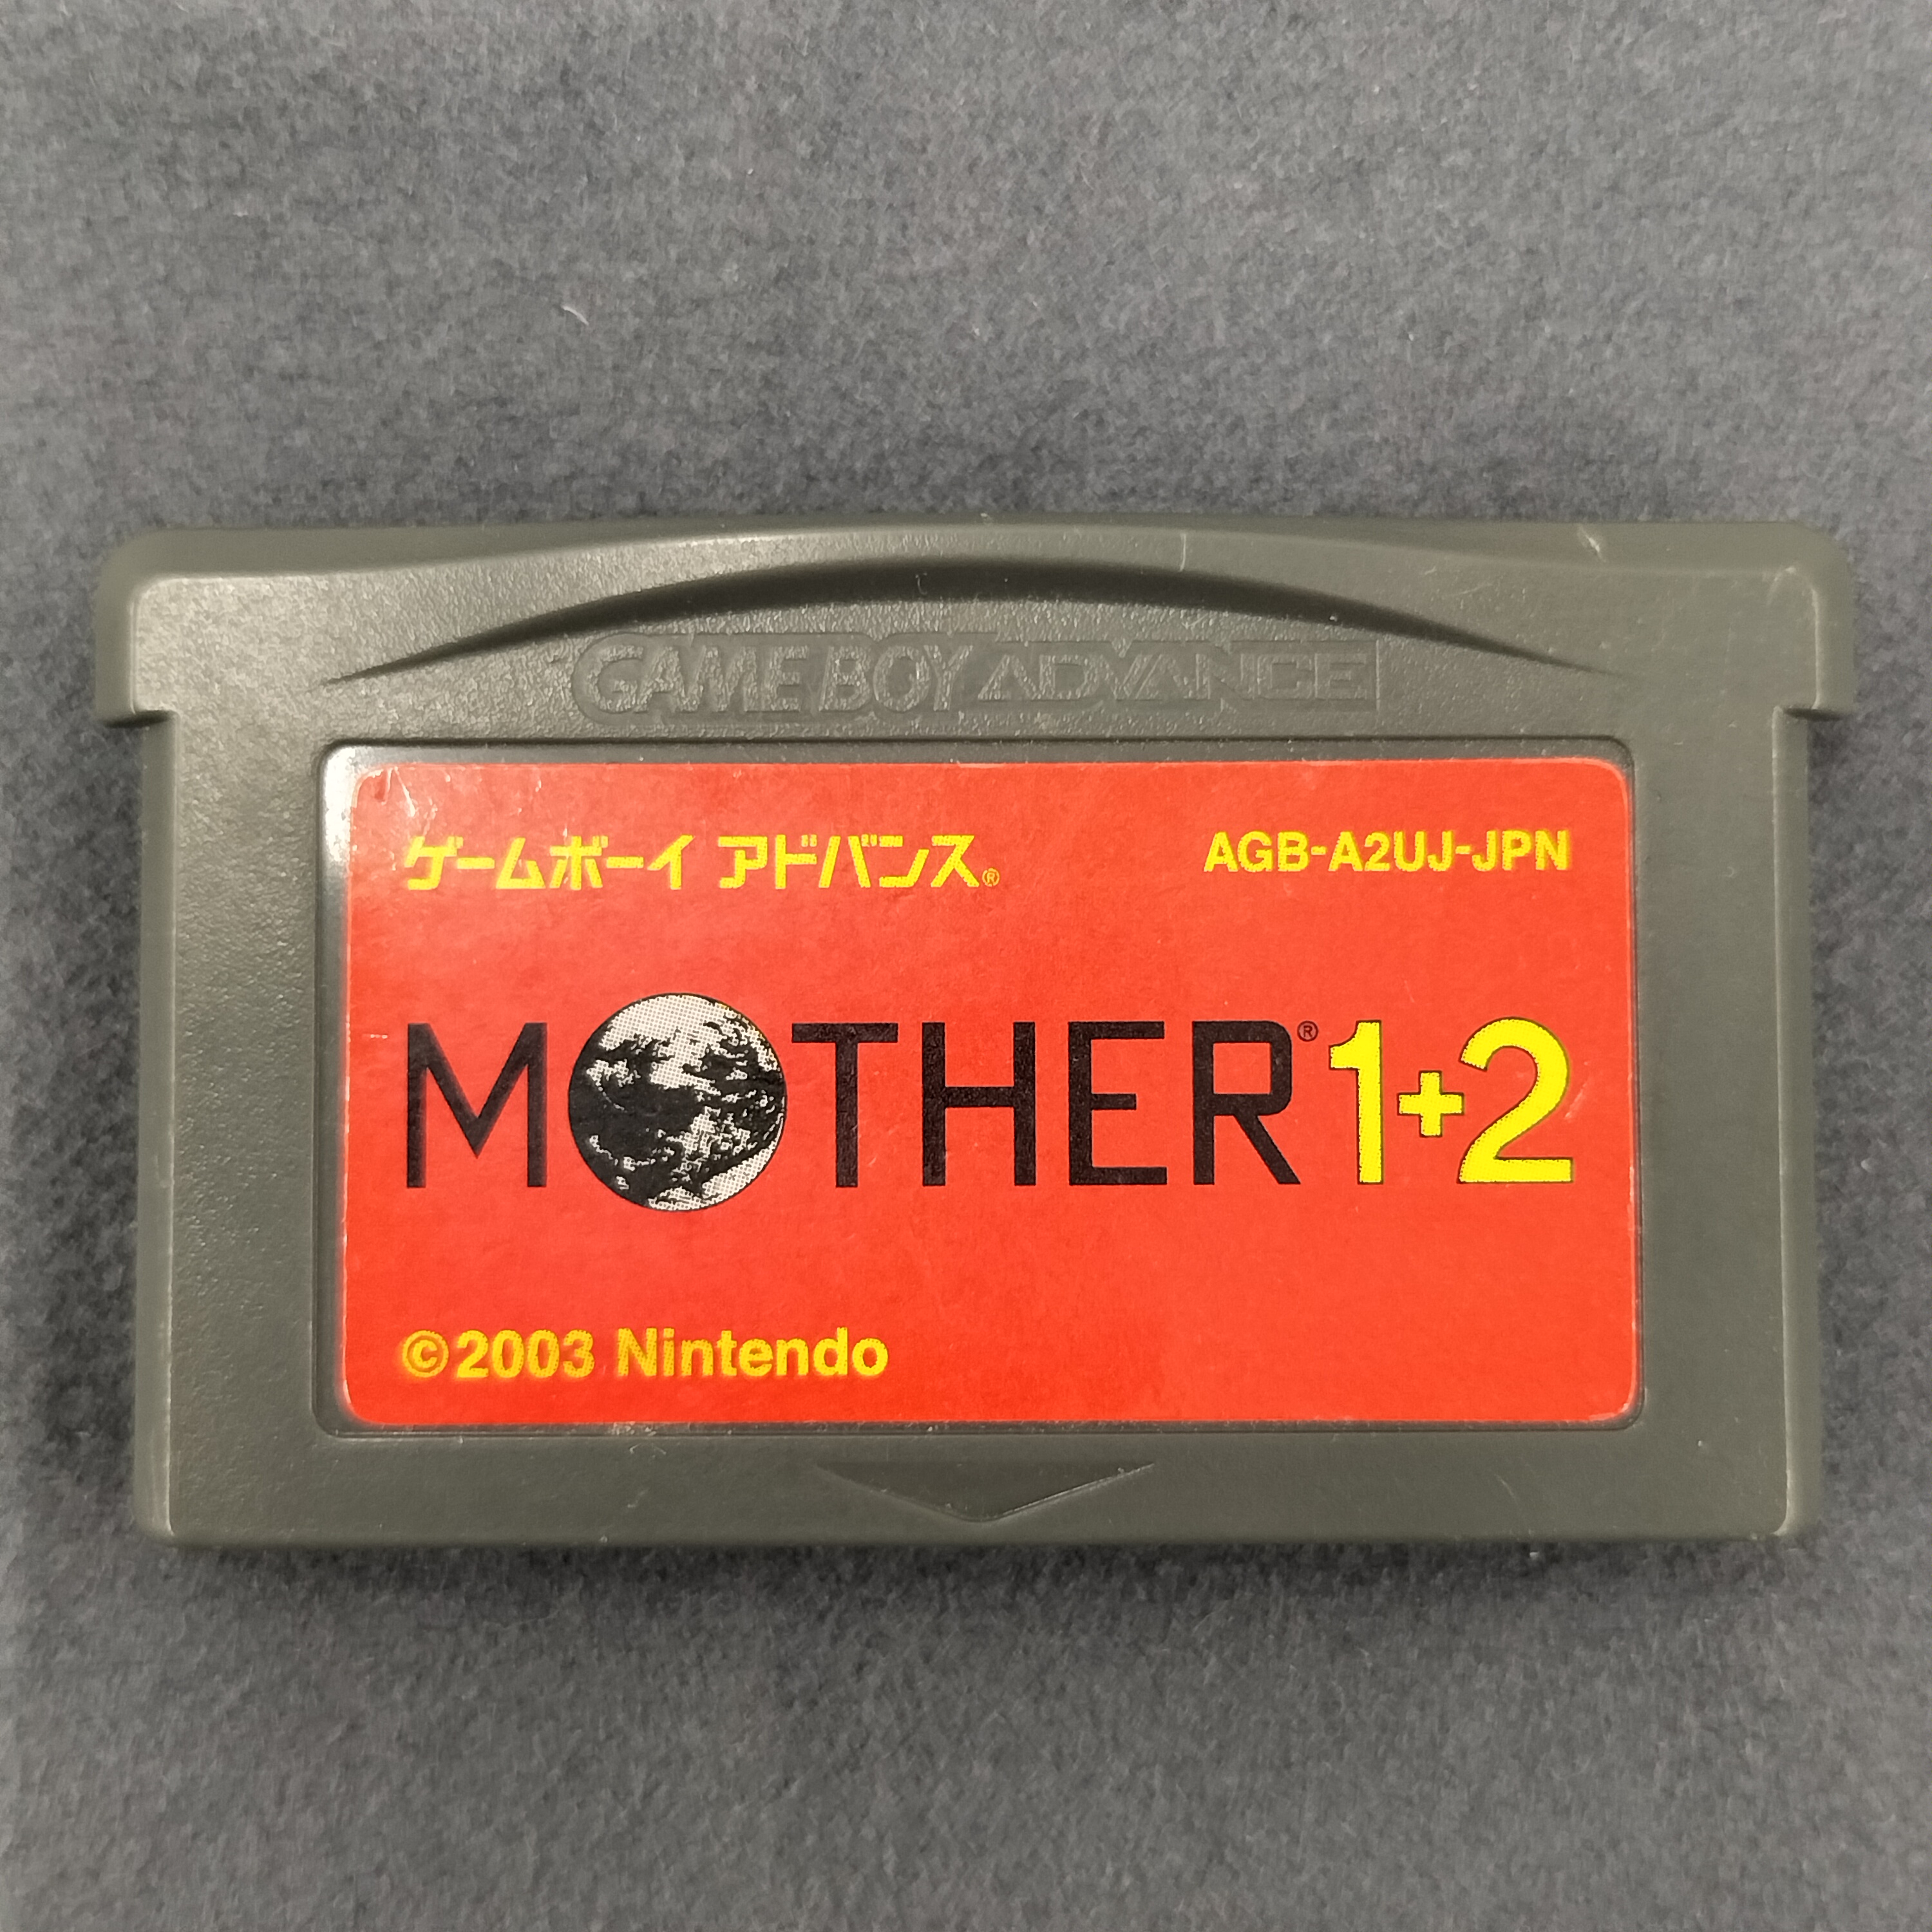 GAME BOY ADVANCE
ゲームボーイ アドバンス® AGB-A2UJ-JPN
MOTHER® 1+2
©2003 Nintendo